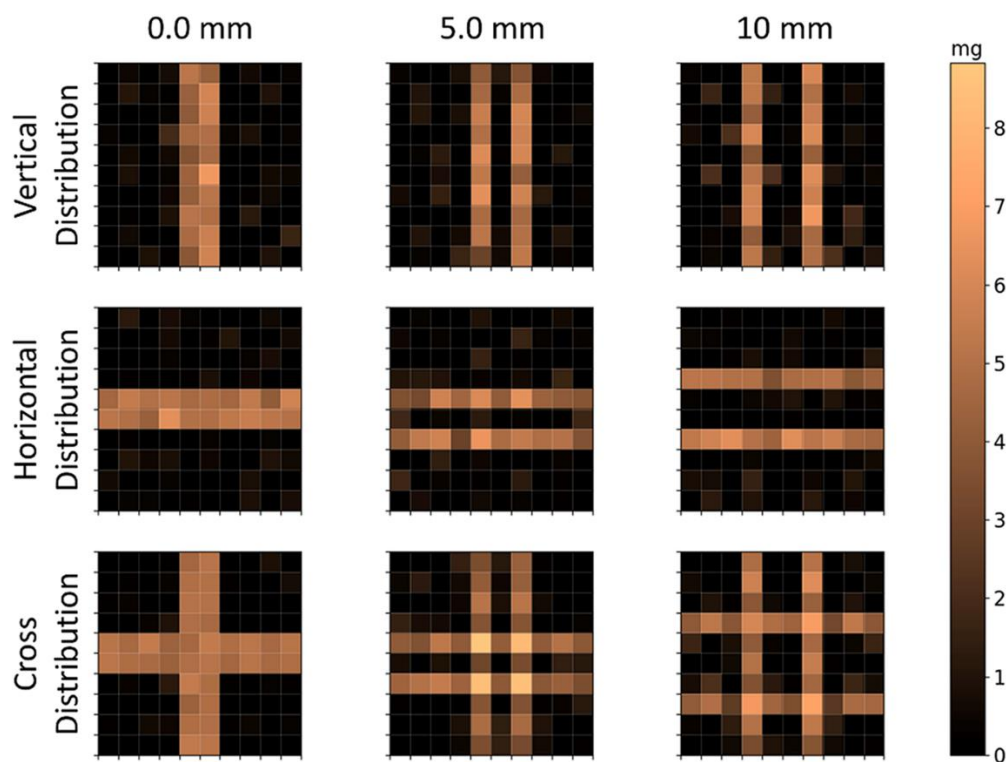 0.0 mm
5.0 mm
10 mm
mg
Vertical
Distribution
Horizontal
Distribution
Cross
Distribution
8
7
6
5
4
3
2
1
0